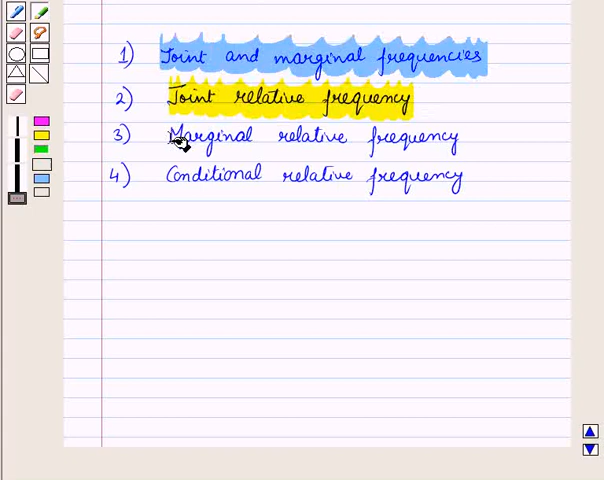 1) Joint and marginal frequencies
2) Joint relative frequency
3) Marginal relative frequency
4) Conditional relative frequency